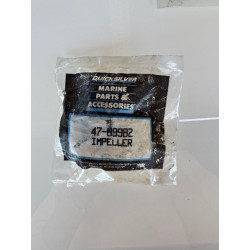 QUICKSILVER
MARINE
PARTS &
ACCESSORIES
47-89982
IMPELLER